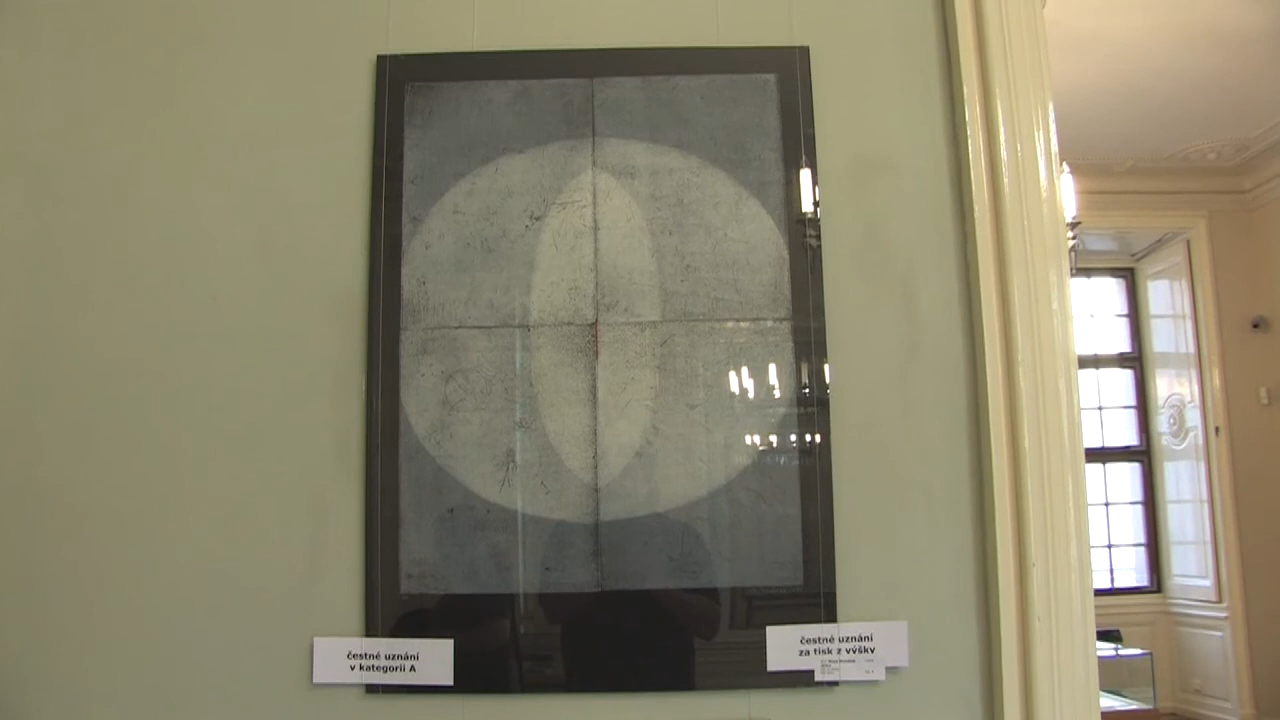 čestné uznání
v kategorii A
čestné uznání
za tisk z výšky